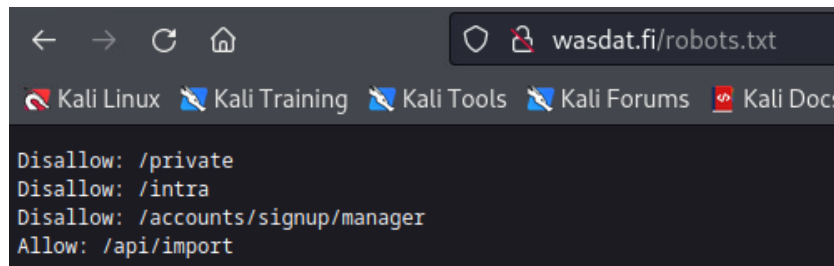 wasdat.fi/robots.txt
Kali Linux Kali Training Kali Tools Kali Forums Kali Docs
Disallow: /private
Disallow: /intra
Disallow: /accounts/signup/manager
Allow: /api/import